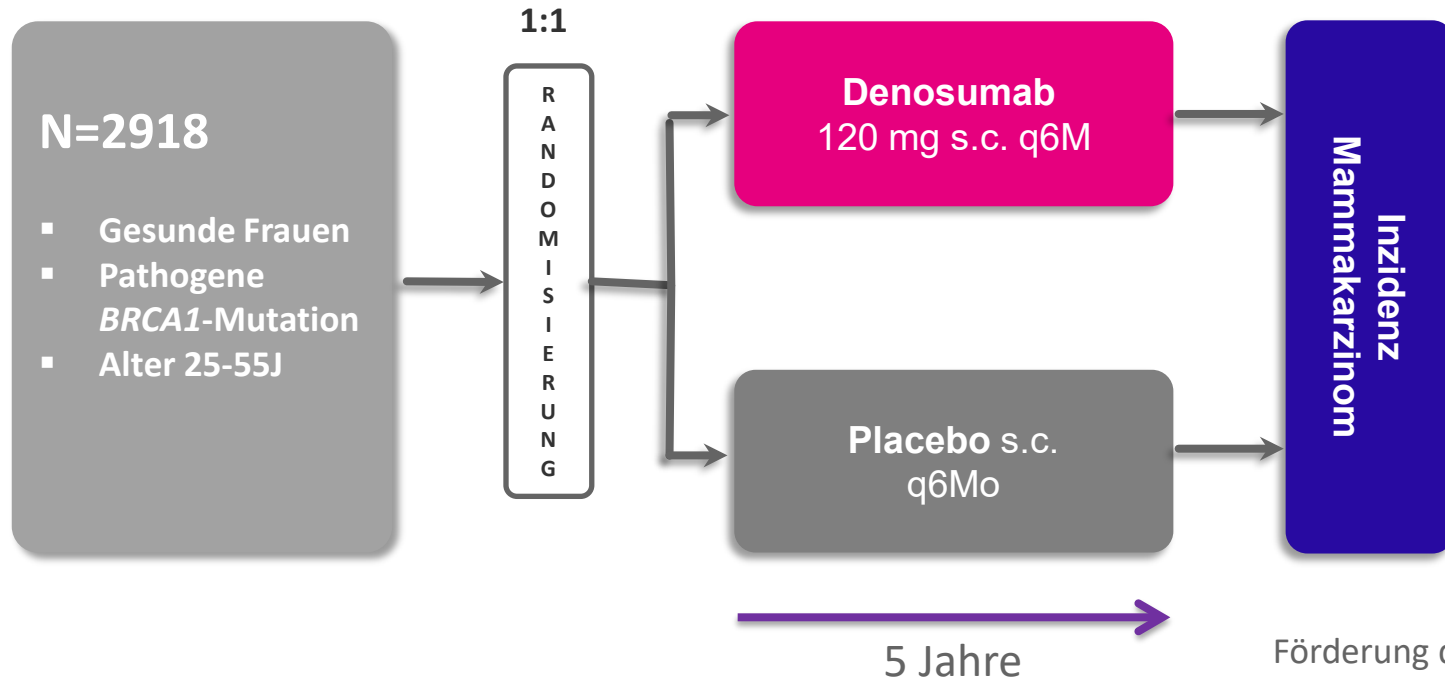 1:1
N=2918
▪ Gesunde Frauen
▪ Pathogene
BRCA1-Mutation
▪ Alter 25-55J
RANDOMISIERUNG
Denosumab
120 mg s.c. q6M
Placebo s.c.
q6Mo
Inzidenz
Mammakarzinom
5 Jahre
Förderung